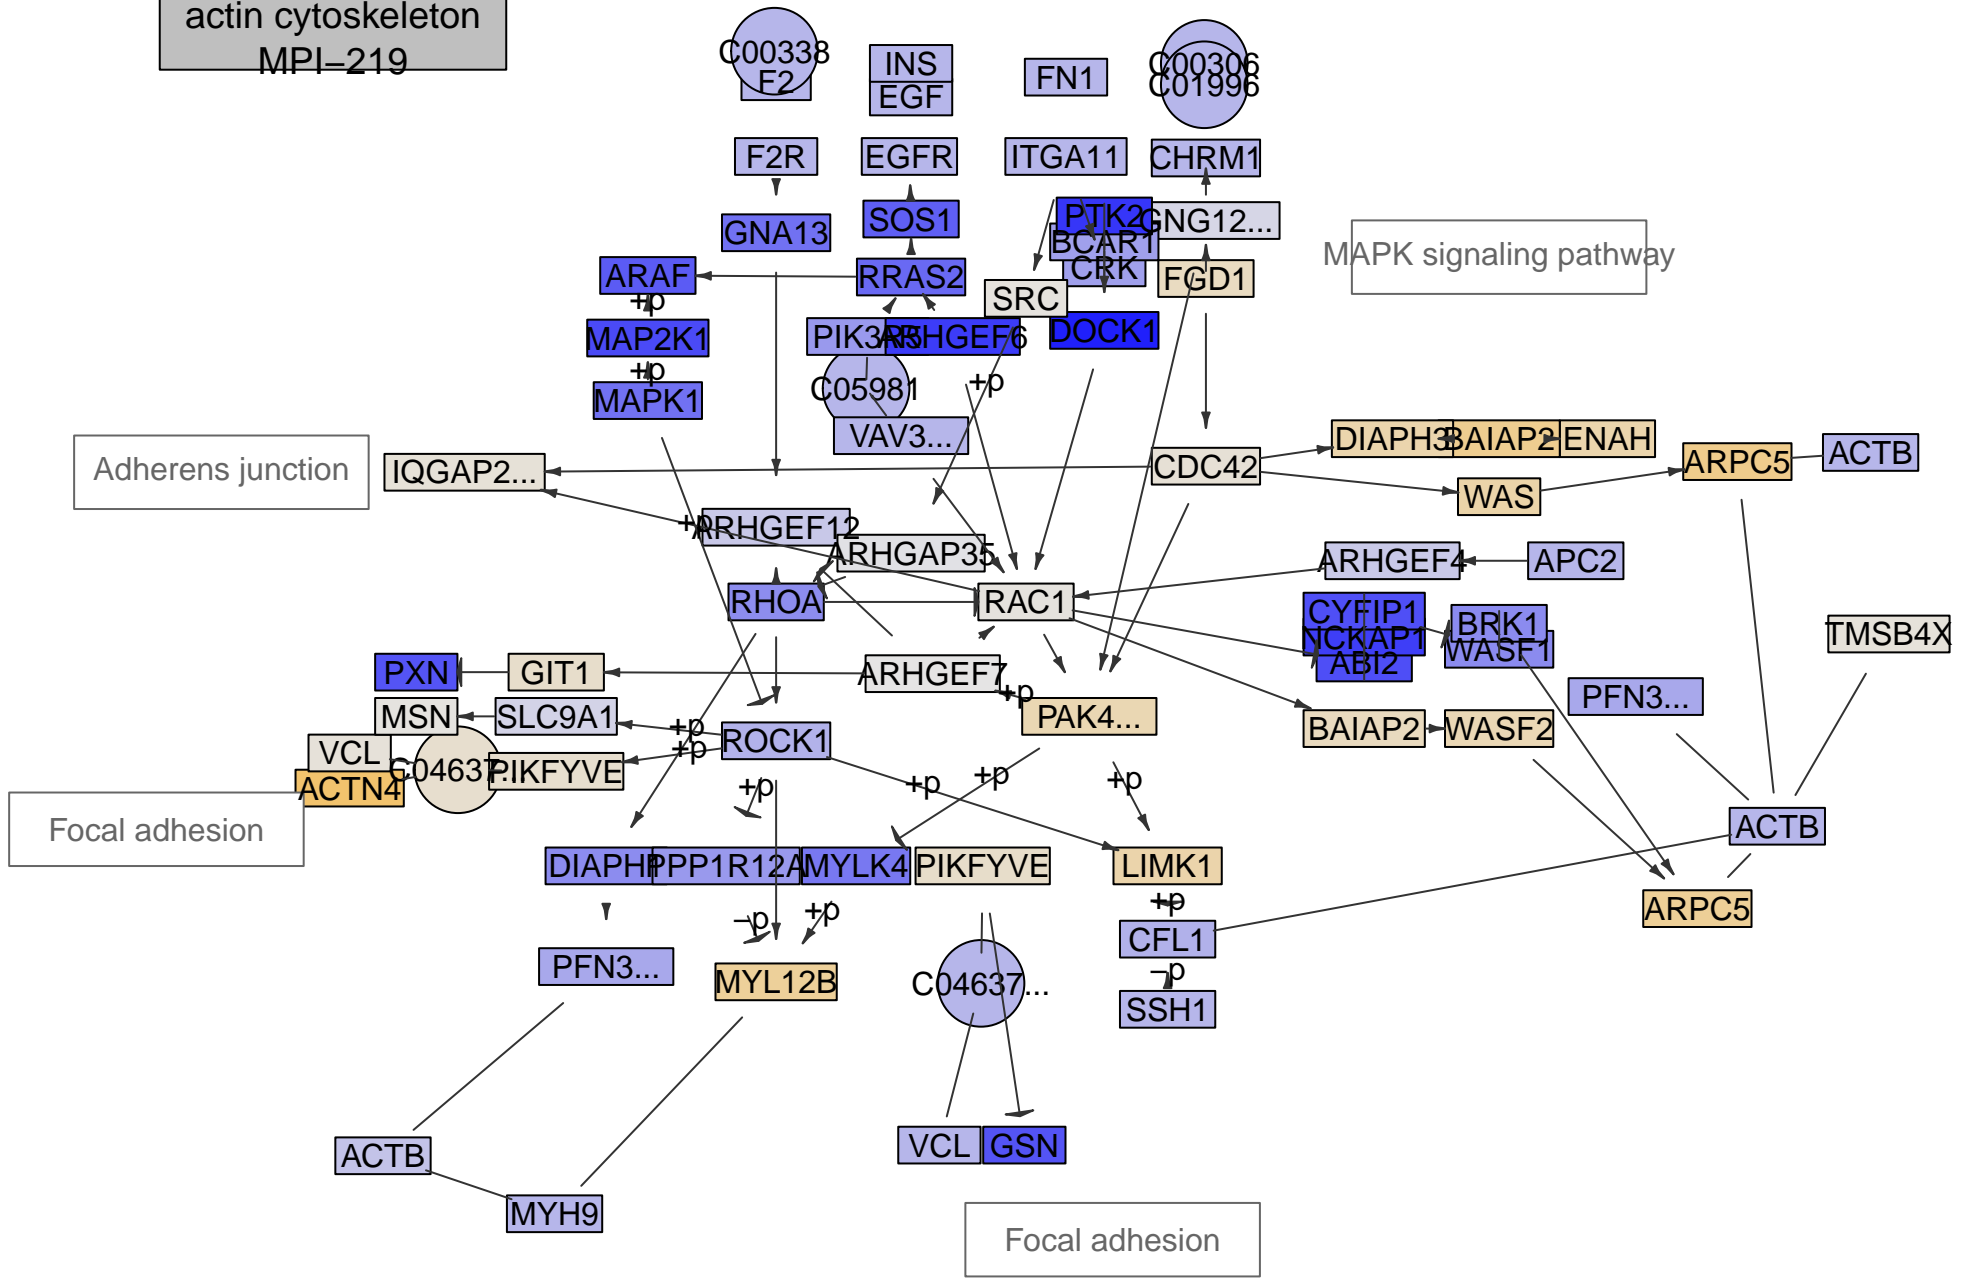 actin cytoskeleton
MPI–219
C00338
F2
INS
EGF
FN1
C00306
C01996
F2R
EGFR
ITGA11
CHRM1
GNA13
SOS1
PTK2
GNG12...
BCAR1
CRK
FGD1
MAPK signaling pathway
ARAF
RRAS2
SRC
+p
MAP2K1
ARHGEF6
DOCK1
+p
MAPK1
C05981
+p
VAV3...
DIAPH3
BAIAP2
ENAH
ARPC5
ACTB
Adherens junction
IQGAP2...
CDC42
WAS
+p
ARHGEF12
ARHGAP35
ARHGEF4
APC2
RHOA
RAC1
CYFIP1
NCKAP1
ABI2
BRK1
WASF1
TMSB4X
PXN
GIT1
ARHGEF7
+p
PFN3...
MSN
SLC9A1
+p
PAK4...
BAIAP2
WASF2
VCL
ROCK1
+p
C04637...
PIKFYVE
ACTN4
+p
+p
+p
+p
Focal adhesion
ACTB
PPP1R12A
MYLK4
PIKFYVE
LIMK1
–p
+p
+p
ARPC5
CFL1
PFN3...
MYL12B
C04637...
–p
SSH1
ACTB
VCL
GSN
MYH9
Focal adhesion